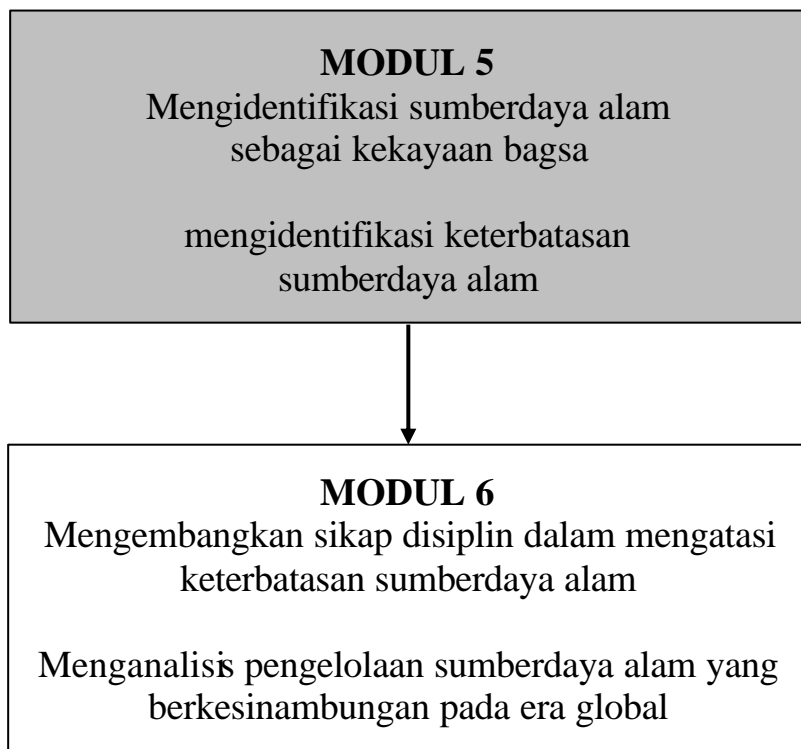 MODUL 5
Mengidentifikasi sumberdaya alam
sebagai kekayaan bagsa
mengidentifikasi keterbatasan
sumberdaya alam
MODUL 6
Mengembangkan sikap disiplin dalam mengatasi
keterbatasan sumberdaya alam
Menganalisis pengelolaan sumberdaya alam yang
berkesinambungan pada era global